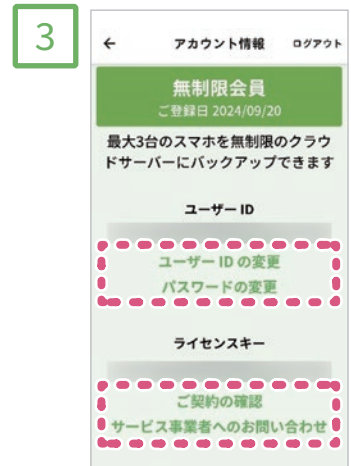 3
← アカウント情報 ログアウト
無制限会員
ご登録日 2024/09/20
最大3台のスマホを無制限のクラウ
ドサーバーにバックアップできます
ユーザー ID
ユーザー ID の変更
パスワードの変更
ライセンスキー
ご契約の確認
サービス事業者へのお問い合わせ